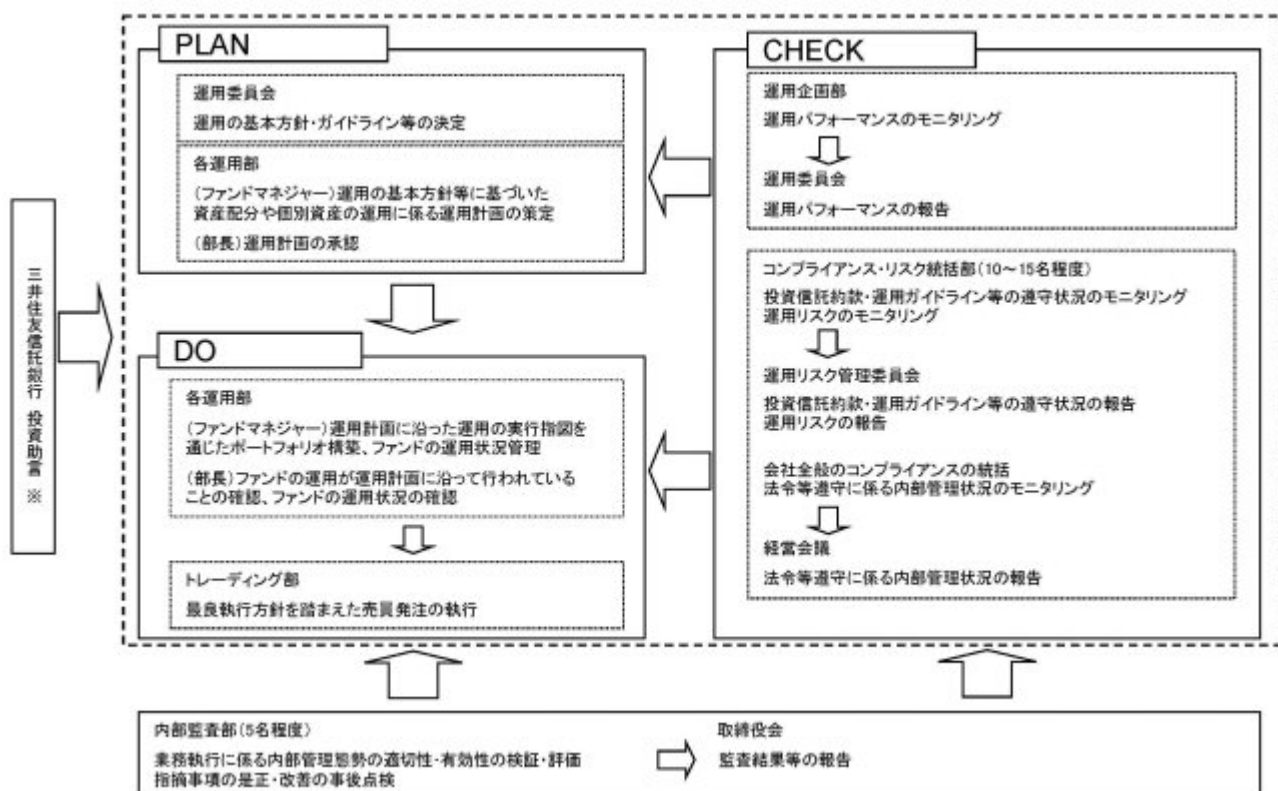 三井住友信託銀行 投資助言 ※
PLAN
運用委員会
運用の基本方針・ガイドライン等の決定
各運用部
(ファンドマネジャー)運用の基本方針等に基づいた
資産配分や個別資産の運用に係る運用計画の策定
(部長)運用計画の承認
DO
各運用部
(ファンドマネジャー)運用計画に沿った運用の実行指図を
通じたポートフォリオ構築、ファンドの運用状況管理
(部長)ファンドの運用が運用計画に沿って行われている
ことの確認、ファンドの運用状況の確認
トレーディング部
最良執行方針を踏まえた売買発注の執行
CHECK
運用企画部
運用パフォーマンスのモニタリング
運用委員会
運用パフォーマンスの報告
コンプライアンス・リスク統括部(10～15名程度)
投資信託約款・運用ガイドライン等の遵守状況のモニタリング
運用リスクのモニタリング
運用リスク管理委員会
投資信託約款・運用ガイドライン等の遵守状況の報告
運用リスクの報告
会社全般のコンプライアンスの統括
法令等遵守に係る内部管理状況のモニタリング
経営会議
法令等遵守に係る内部管理状況の報告
内部監査部(5名程度)
業務執行に係る内部管理態勢の適切性・有効性の検証・評価
指摘事項の是正・改善の事後点検
取締役会
監査結果等の報告